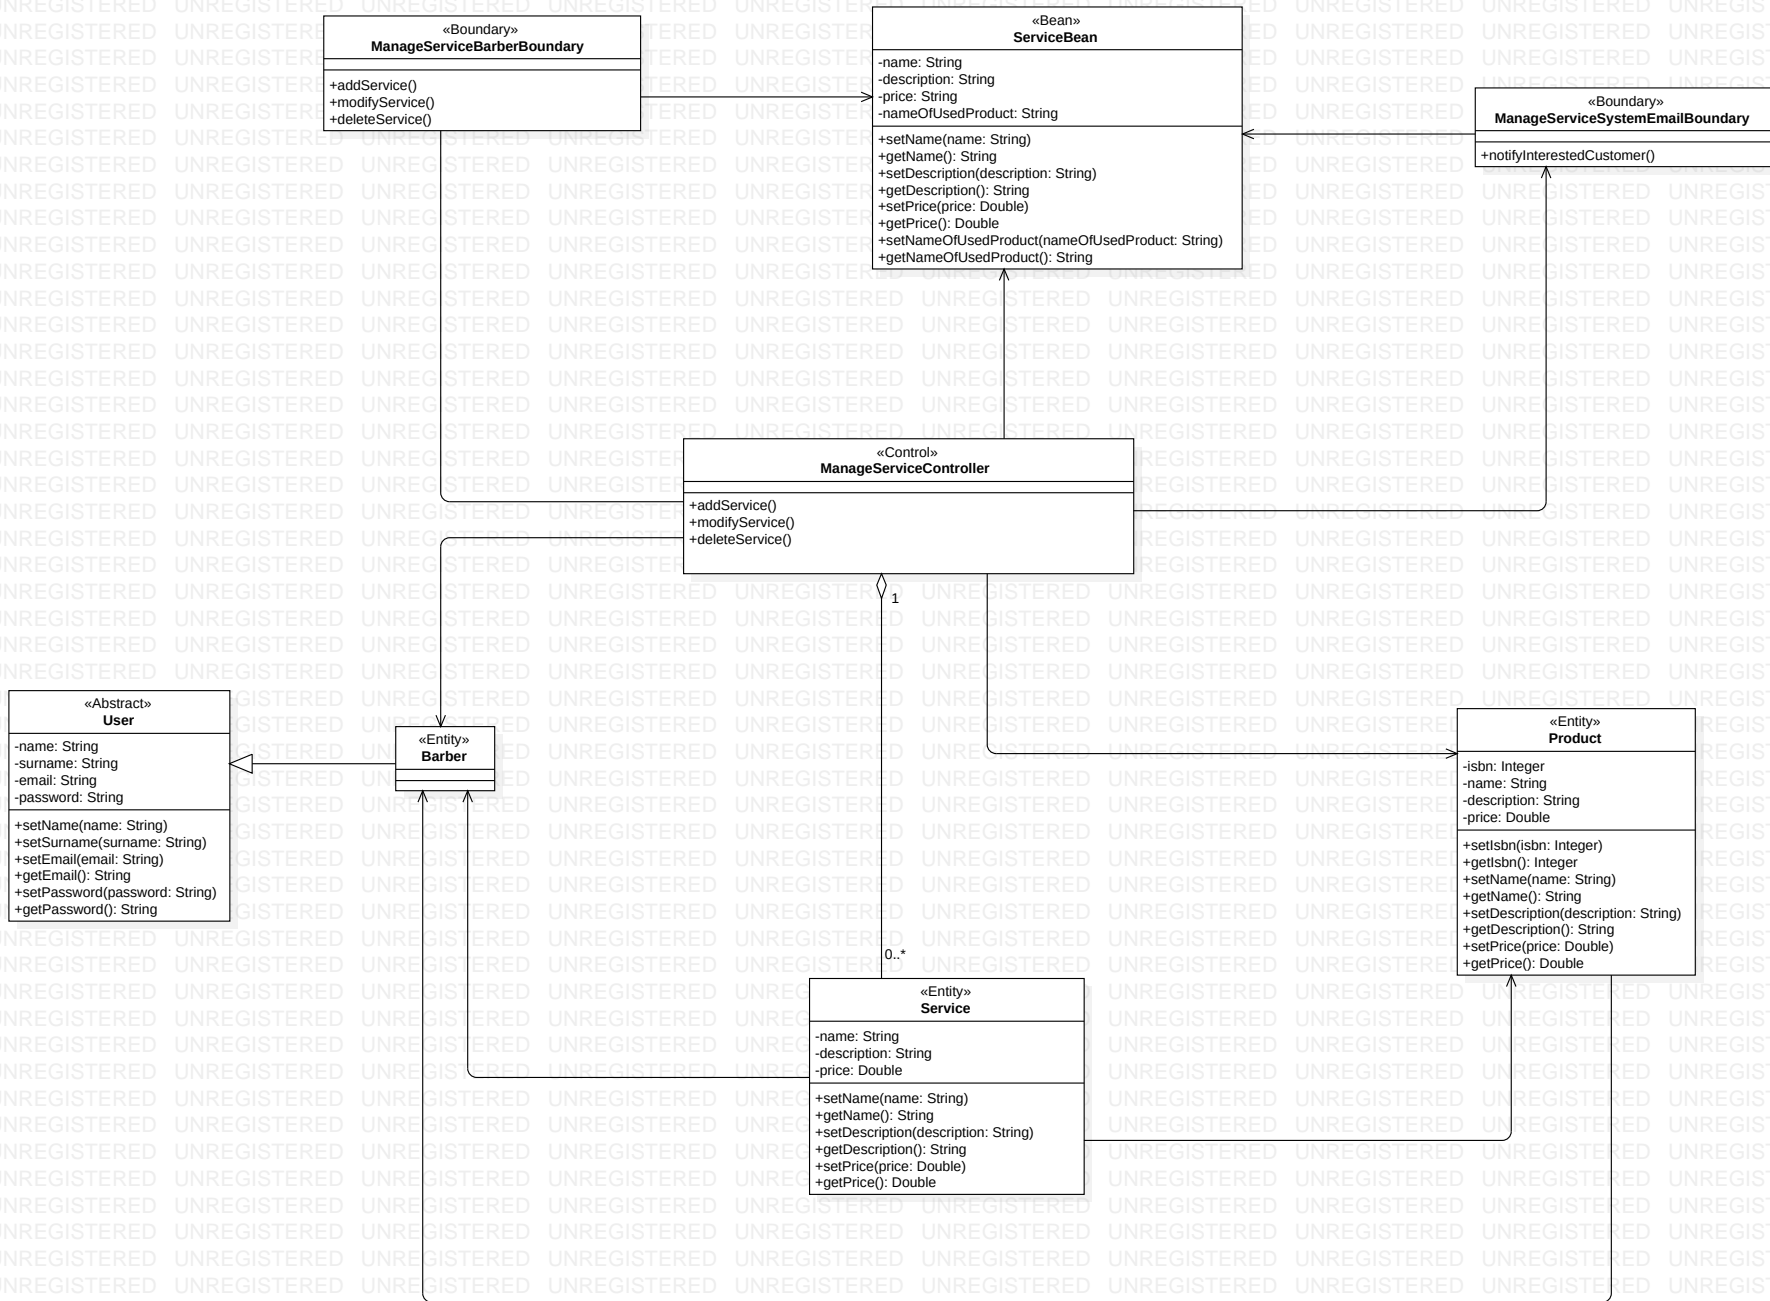 «Boundary»
ManageServiceBarberBoundary
+addService()
+modifyService()
+deleteService()
«Bean»
ServiceBean
-name: String
-description: String
-price: String
-nameOfUsedProduct: String
+setName(name: String)
+getName(): String
+setDescription(description: String)
+getDescription(): String
+setPrice(price: Double)
+getPrice(): Double
+setNameOfUsedProduct(nameOfUsedProduct: String)
+getNameOfUsedProduct(): String
«Boundary»
ManageServiceSystemEmailBoundary
+notifyInterestedCustomer()
«Control»
ManageServiceController
+addService()
+modifyService()
+deleteService()
1
0..*
«Abstract»
User
-name: String
-surname: String
-email: String
-password: String
+setName(name: String)
+setSurname(surname: String)
+setEmail(email: String)
+getEmail(): String
+setPassword(password: String)
+getPassword(): String
«Entity»
Barber
«Entity»
Product
-isbn: Integer
-name: String
-description: String
-price: Double
+setIsbn(isbn: Integer)
+getIsbn(): Integer
+setName(name: String)
+getName(): String
+setDescription(description: String)
+getDescription(): String
+setPrice(price: Double)
+getPrice(): Double
«Entity»
Service
-name: String
-description: String
-price: Double
+setName(name: String)
+getName(): String
+setDescription(description: String)
+getDescription(): String
+setPrice(price: Double)
+getPrice(): Double
UNREGISTERED